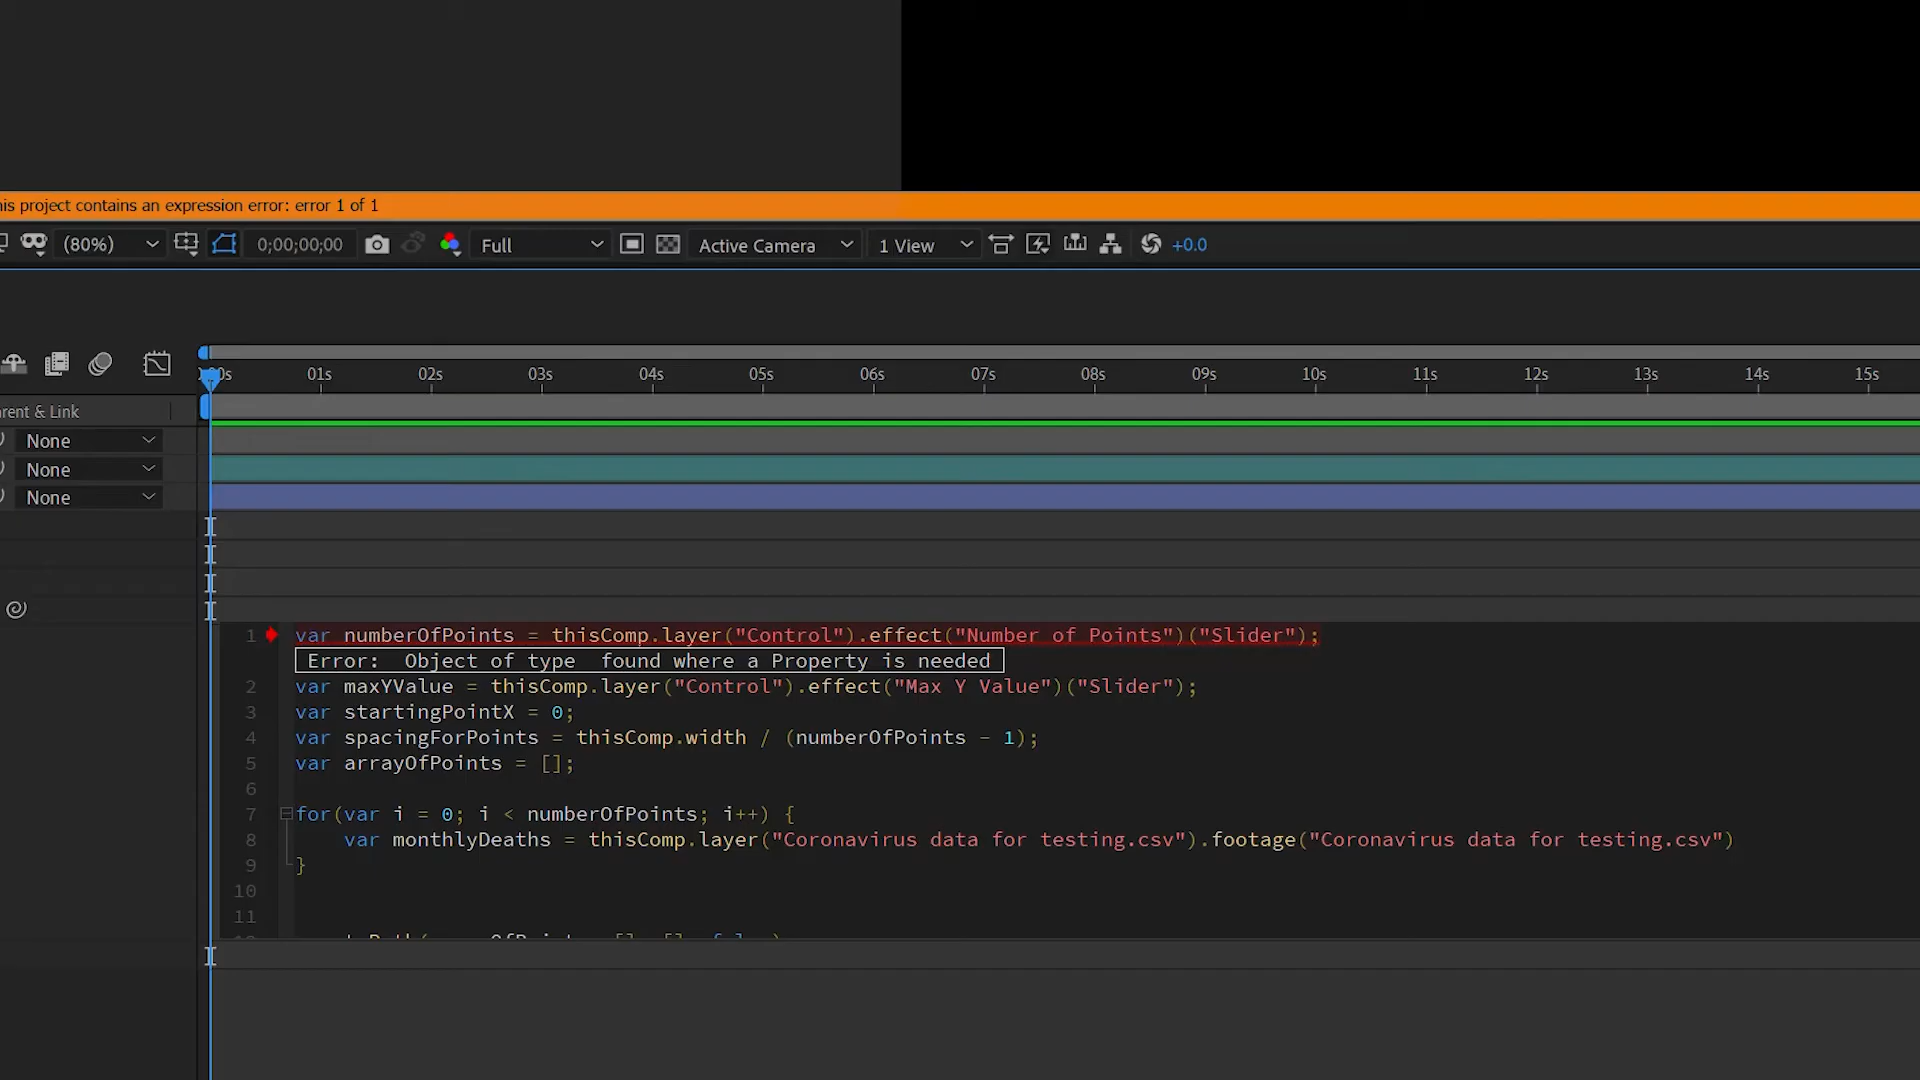 his project contains an expression error: error 1 of 1
(80%) 0;00;00;00 Full Active Camera 1 View +0.0
:00s 01s 02s 03s 04s 05s 06s 07s 08s 09s 10s 11s 12s 13s 14s 15s
arent & Link
None
None
None
1 var numberOfPoints = thisComp.layer("Control").effect("Number of Points")("Slider");
Error: Object of type found where a Property is needed
2 var maxYValue = thisComp.layer("Control").effect("Max Y Value")("Slider");
3 var startingPointX = 0;
4 var spacingForPoints = thisComp.width / (numberOfPoints - 1);
5 var arrayOfPoints = [];
6
7 for(var i = 0; i < numberOfPoints; i++) {
8 var monthlyDeaths = thisComp.layer("Coronavirus data for testing.csv").footage("Coronavirus data for testing.csv")
9 }
10
11